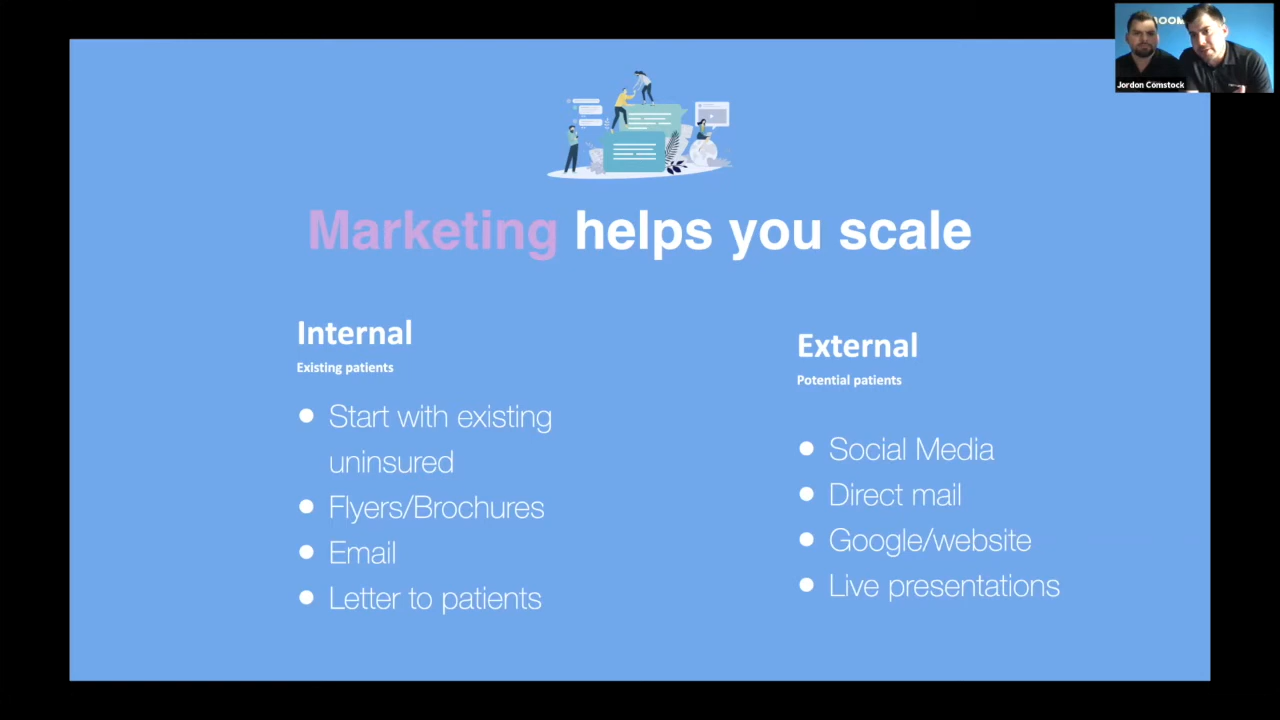 Jordon Comstock
Marketing helps you scale
Internal
Existing patients
Start with existing
uninsured
Flyers/Brochures
Email
Letter to patients
External
Potential patients
Social Media
Direct mail
Google/website
Live presentations